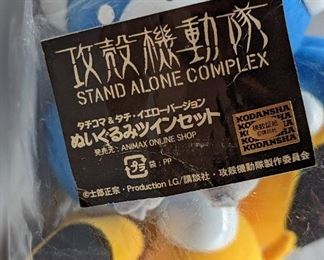 攻殻機動隊
STAND ALONE COMPLEX
タチコマ & タチ・イエローバージョン
ぬいぐるみツインセット
発売元：ANIMAX ONLINE SHOP
プラ 袋：PP
KODANSHA
KODANSHA
©士郎正宗・Production I.G/講談社・攻殻機動隊製作委員会